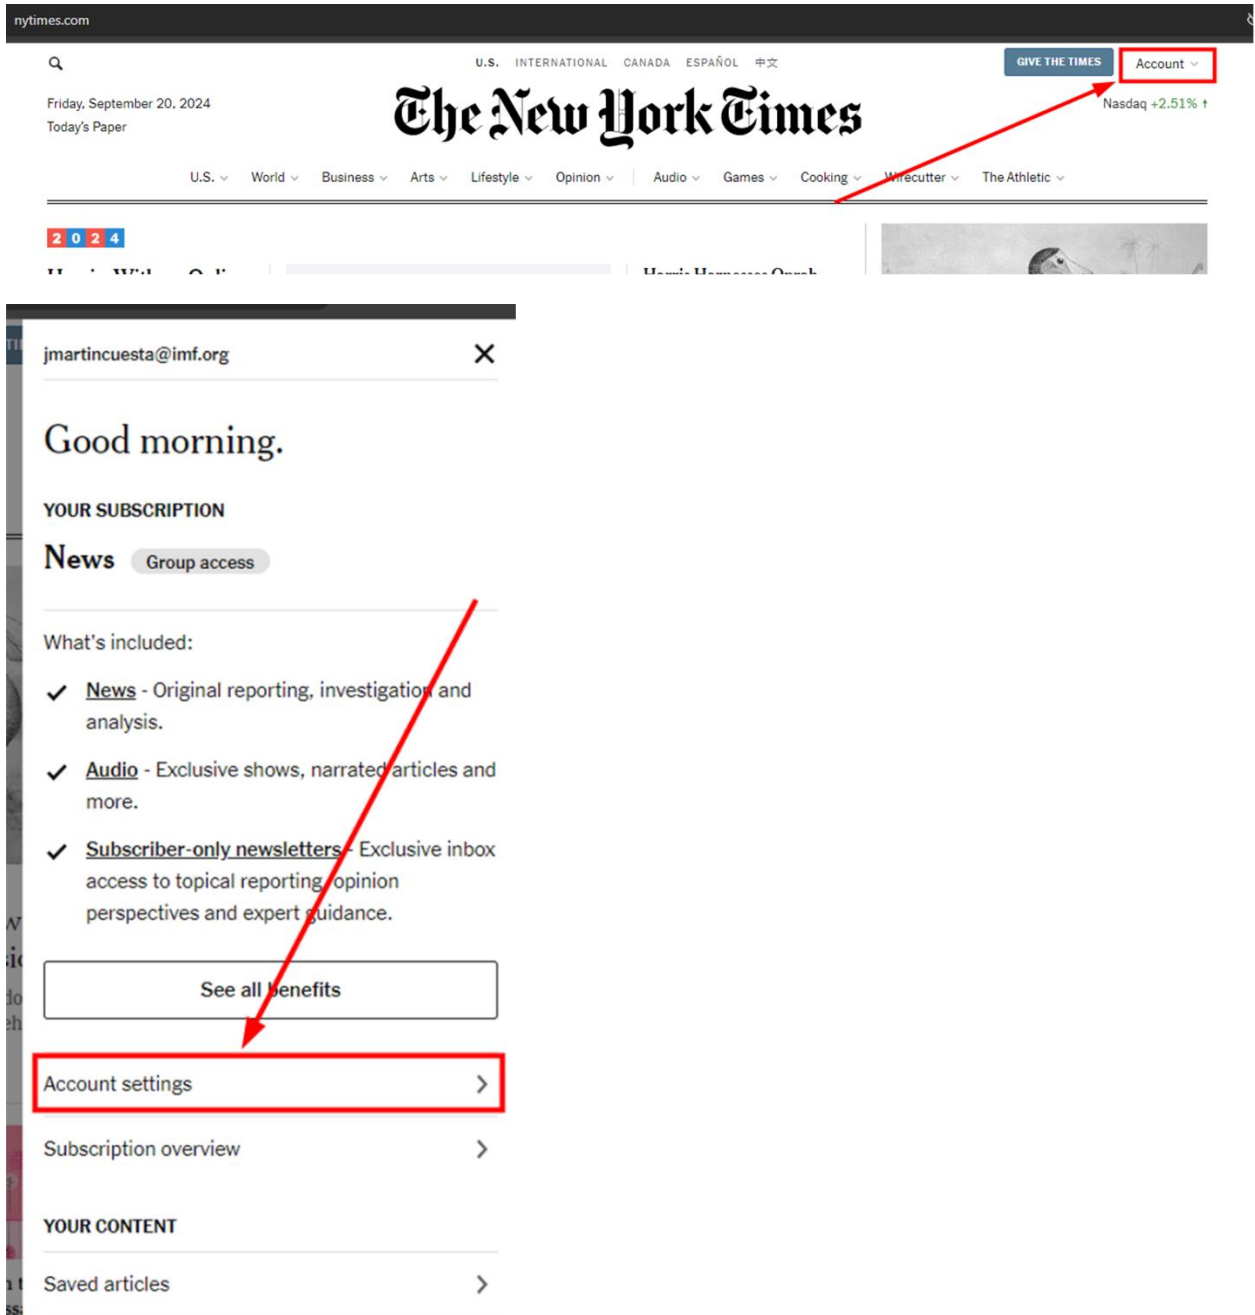 nytimes.com
U.S. INTERNATIONAL CANADA ESPAÑOL 中文
GIVE THE TIMES
Account
Friday, September 20, 2024
Today's Paper
The New York Times
Nasdaq +2.51% ↑
U.S. World Business Arts Lifestyle Opinion Audio Games Cooking Wirecutter The Athletic
2024
jmartincuesta@imf.org
Good morning.
YOUR SUBSCRIPTION
News Group access
What's included:
News - Original reporting, investigation and
analysis.
Audio - Exclusive shows, narrated articles and
more.
Subscriber-only newsletters - Exclusive inbox
access to topical reporting, opinion
perspectives and expert guidance.
See all benefits
Account settings
Subscription overview
YOUR CONTENT
Saved articles